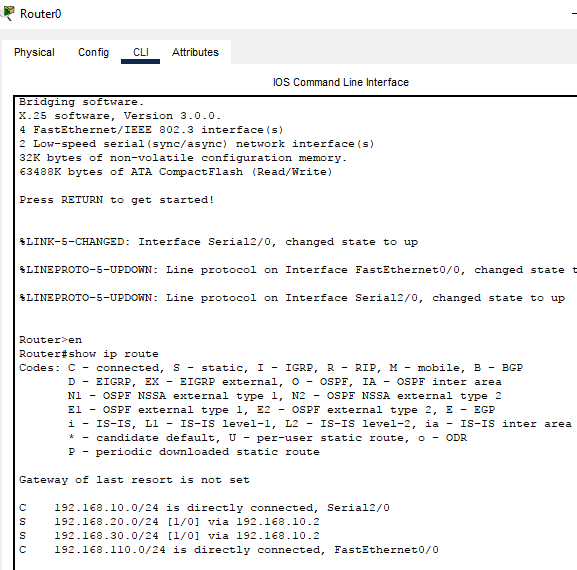 Router0
Physical Config CLI Attributes
IOS Command Line Interface
Bridging software.
X.25 software, Version 3.0.0.
4 FastEthernet/IEEE 802.3 interface(s)
2 Low-speed serial(sync/async) network interface(s)
32K bytes of non-volatile configuration memory.
63488K bytes of ATA CompactFlash (Read/Write)
Press RETURN to get started!
%LINK-5-CHANGED: Interface Serial2/0, changed state to up
%LINEPROTO-5-UPDOWN: Line protocol on Interface FastEthernet0/0, changed state t
%LINEPROTO-5-UPDOWN: Line protocol on Interface Serial2/0, changed state to up
Router>en
Router#show ip route
Codes: C - connected, S - static, I - IGRP, R - RIP, M - mobile, B - BGP
D - EIGRP, EX - EIGRP external, O - OSPF, IA - OSPF inter area
N1 - OSPF NSSA external type 1, N2 - OSPF NSSA external type 2
E1 - OSPF external type 1, E2 - OSPF external type 2, E - EGP
i - IS-IS, L1 - IS-IS level-1, L2 - IS-IS level-2, ia - IS-IS inter area
* - candidate default, U - per-user static route, o - ODR
P - periodic downloaded static route
Gateway of last resort is not set
C 192.168.10.0/24 is directly connected, Serial2/0
S 192.168.20.0/24 [1/0] via 192.168.10.2
S 192.168.30.0/24 [1/0] via 192.168.10.2
C 192.168.110.0/24 is directly connected, FastEthernet0/0